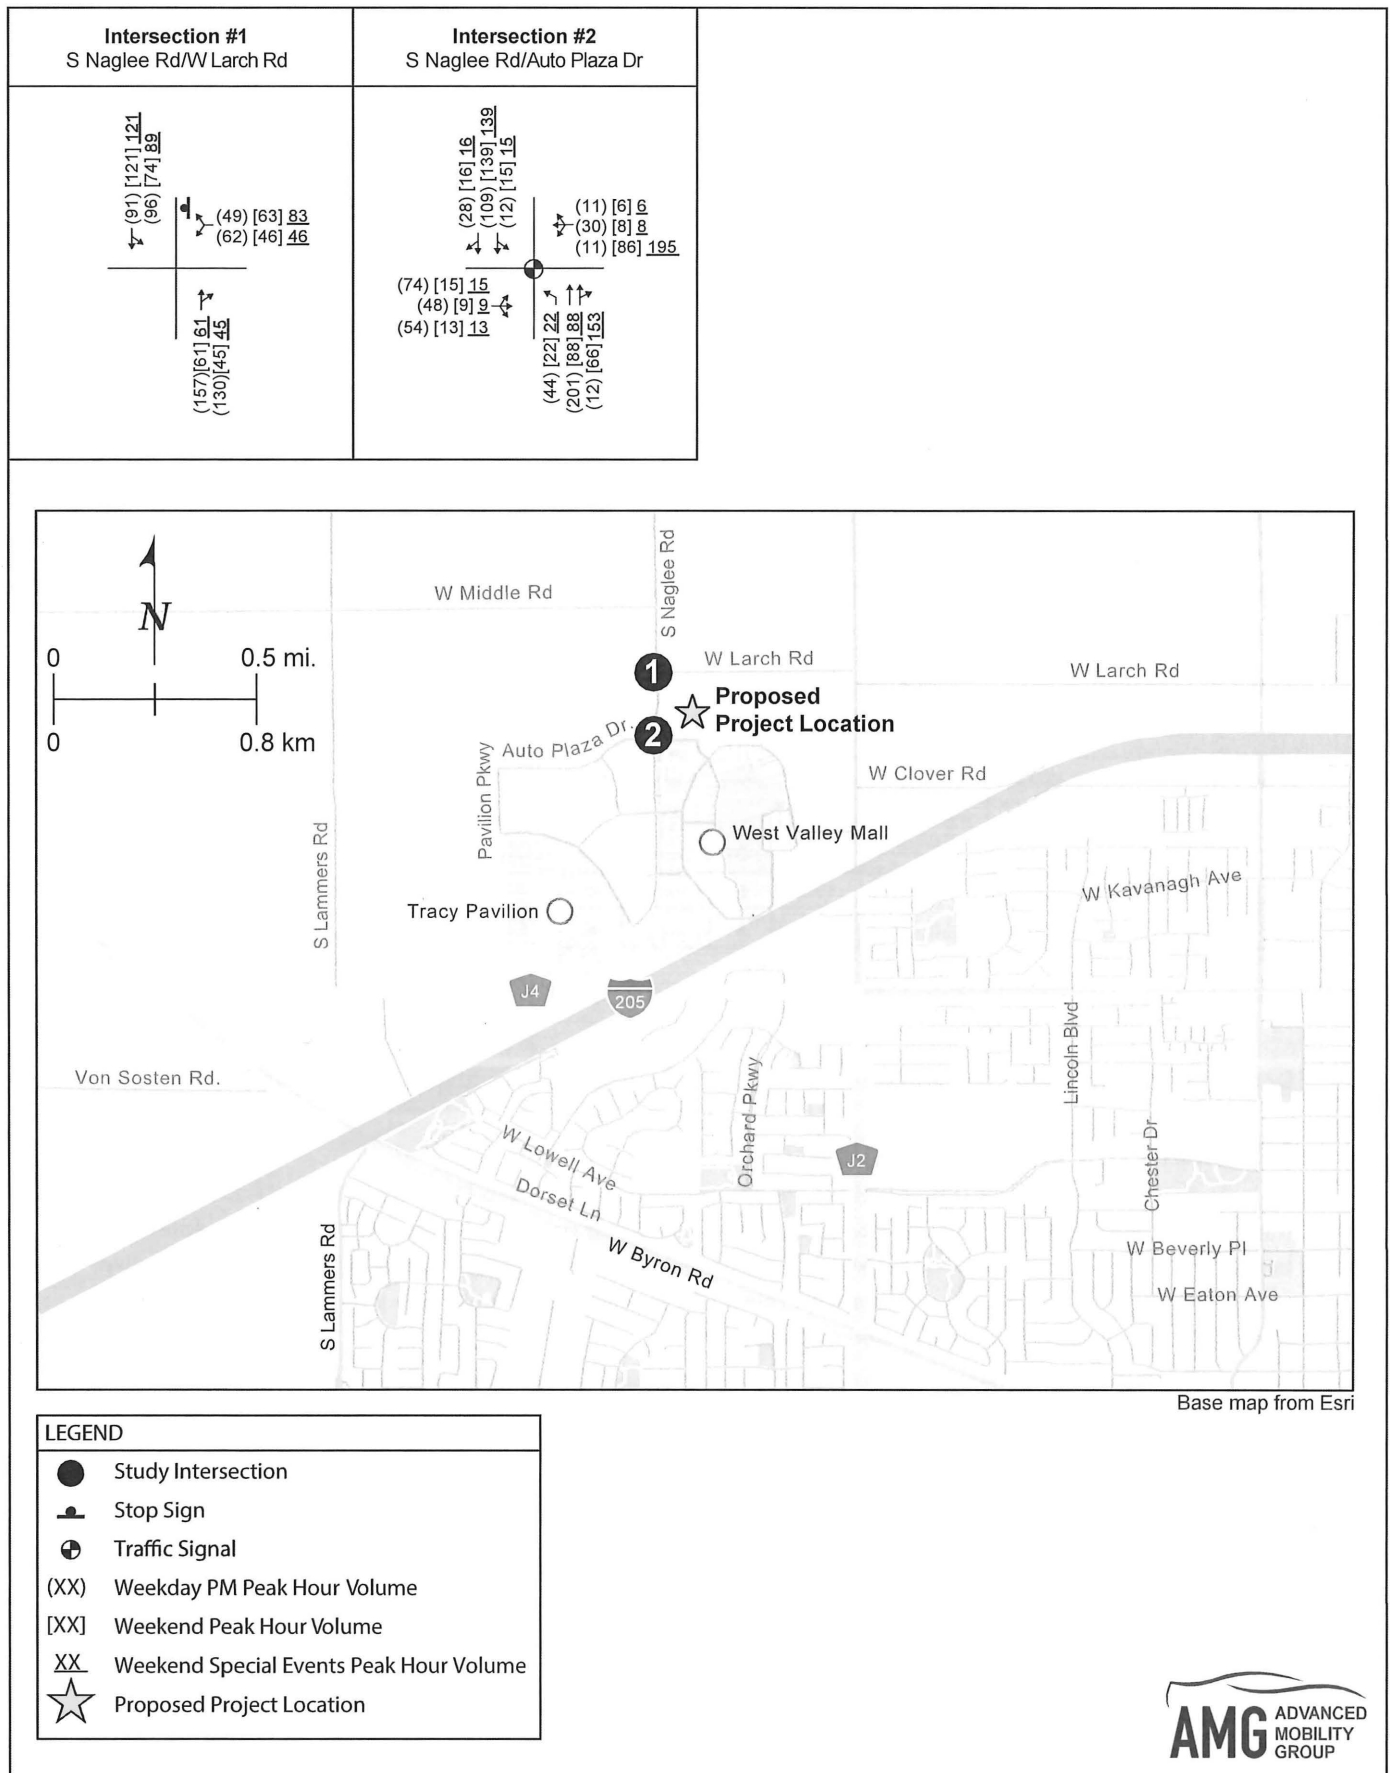 Intersection #1
S Naglee Rd/W Larch Rd
(91) [121] 121
(96) [74] 89
(49) [63] 83
(62) [46] 46
(157)[61] 61
(130)[45] 45
Intersection #2
S Naglee Rd/Auto Plaza Dr
(28) [16] 16
(109) [139] 139
(12) [15] 15
(11) [6] 6
(30) [8] 8
(11) [86] 195
(74) [15] 15
(48) [9] 9
(54) [13] 13
(44) [22] 22
(201) [88] 88
(12) [66] 153
N
0 0.5 mi.
0 0.8 km
W Middle Rd
S Naglee Rd
1
W Larch Rd
W Larch Rd
Proposed
Project Location
2
Auto Plaza Dr.
Pavilion Pkwy
W Clover Rd
West Valley Mall
S Lammers Rd
W Kavanagh Ave
Tracy Pavilion
J4
205
Von Sosten Rd.
Lincoln Blvd
Orchard Pkwy
J2
Chester Dr
W Lowell Ave
Dorset Ln
W Byron Rd
S Lammers Rd
W Beverly Pl
W Eaton Ave
Base map from Esri
LEGEND
Study Intersection
Stop Sign
Traffic Signal
(XX) Weekday PM Peak Hour Volume
[XX] Weekend Peak Hour Volume
XX Weekend Special Events Peak Hour Volume
Proposed Project Location
AMG ADVANCED
MOBILITY
GROUP